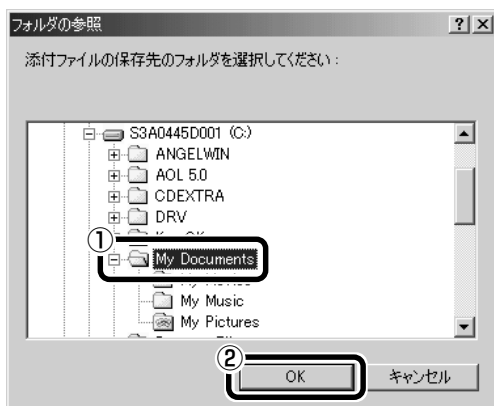 フォルダの参照
添付ファイルの保存先のフォルダを選択してください:
S3A0445D001 (C:)
ANGELWIN
AOL 5.0
CDEXTRA
DRV
①
My Documents
My Music
My Pictures
②
OK
キャンセル